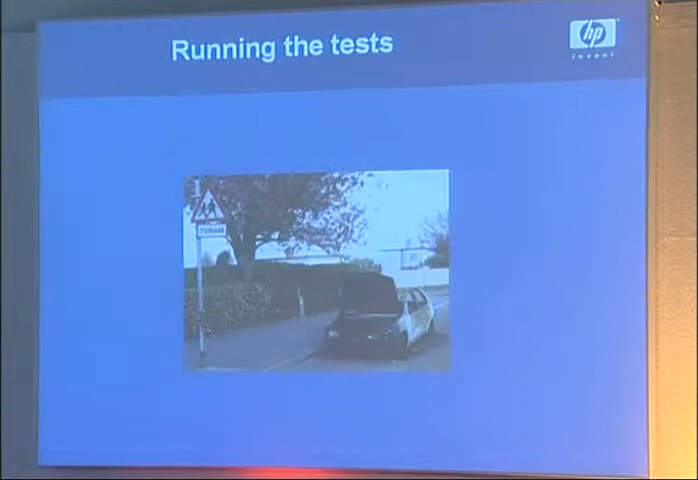 Running the tests
hp
invent